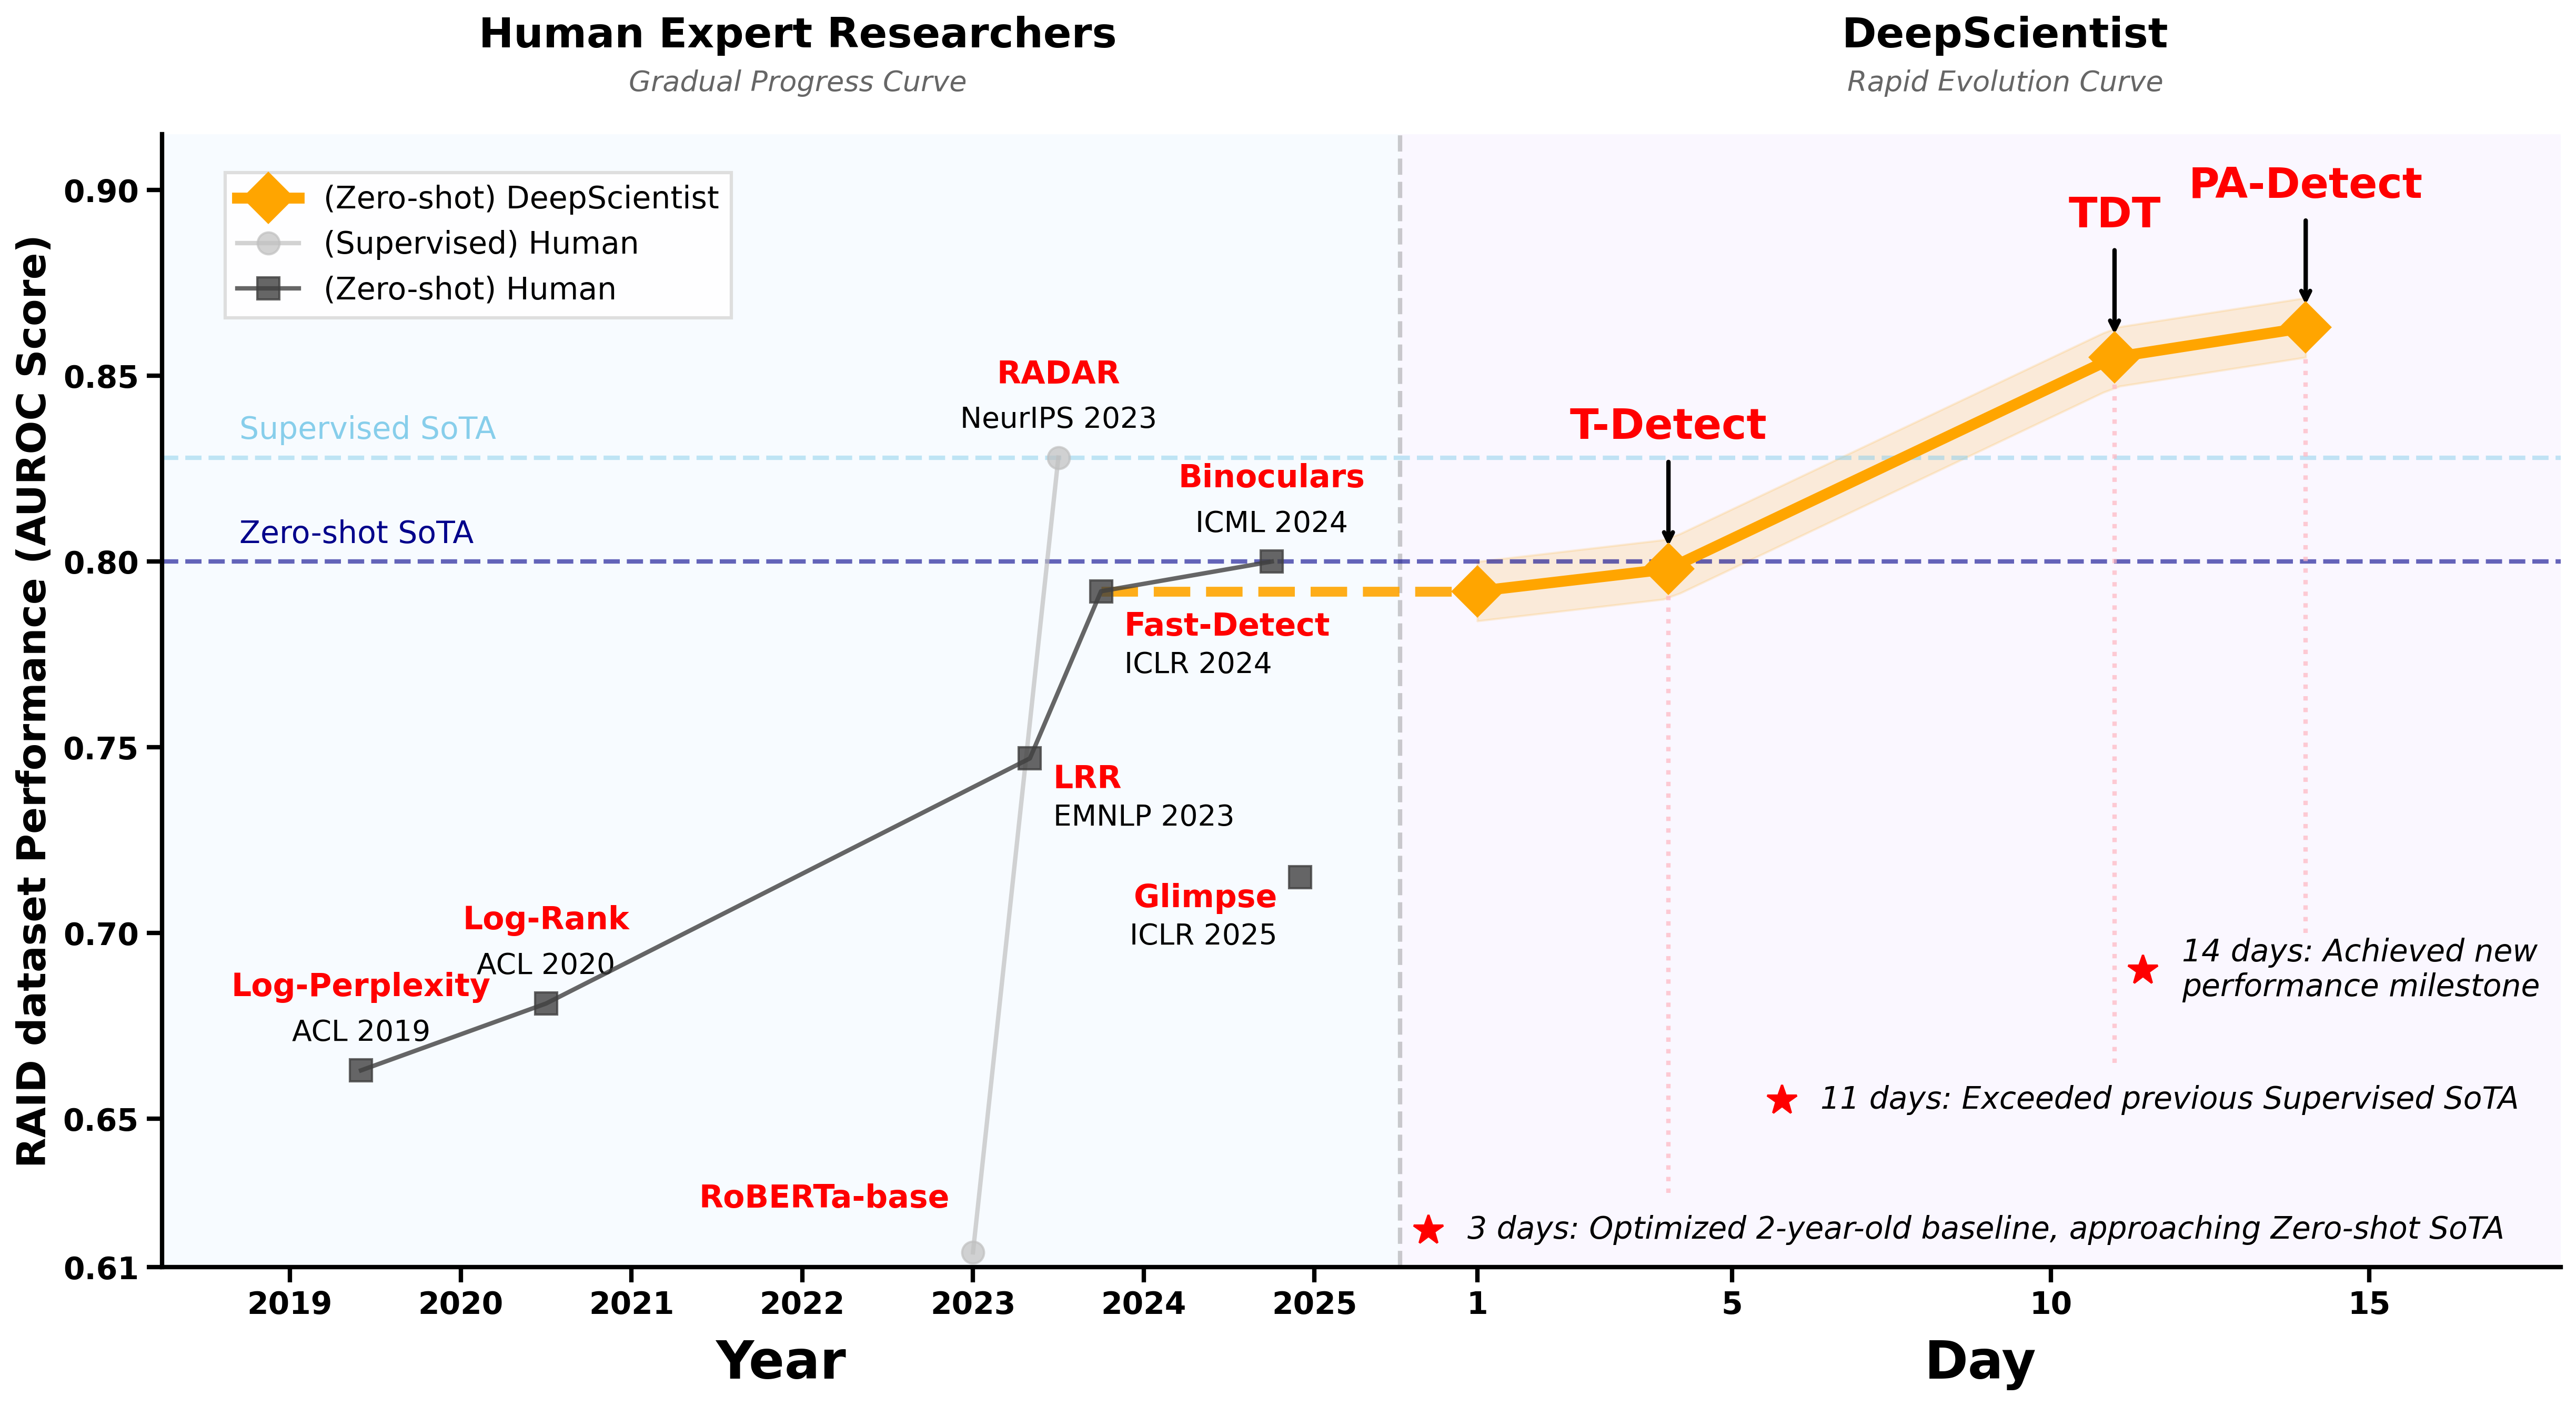 Human Expert Researchers
Gradual Progress Curve
DeepScientist
Rapid Evolution Curve
RAID dataset Performance (AUROC Score)
0.90
0.85
0.80
0.75
0.70
0.65
0.61
(Zero-shot) DeepScientist
(Supervised) Human
(Zero-shot) Human
Supervised SoTA
Zero-shot SoTA
RADAR
NeurIPS 2023
Binoculars
ICML 2024
Fast-Detect
ICLR 2024
LRR
EMNLP 2023
Glimpse
ICLR 2025
Log-Rank
ACL 2020
Log-Perplexity
ACL 2019
RoBERTa-base
T-Detect
TDT
PA-Detect
14 days: Achieved new
performance milestone
11 days: Exceeded previous Supervised SoTA
3 days: Optimized 2-year-old baseline, approaching Zero-shot SoTA
2019
2020
2021
2022
2023
2024
2025
1
5
10
15
Year
Day